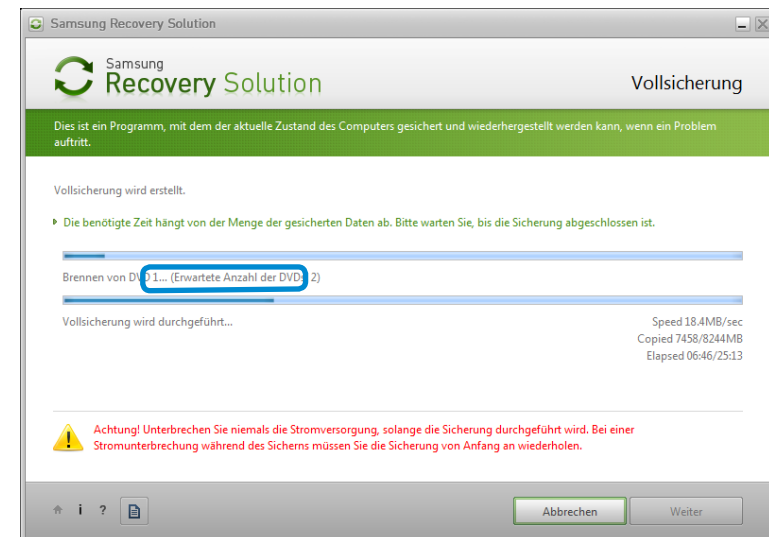 Samsung Recovery Solution
Samsung
Recovery Solution
Vollsicherung
Dies ist ein Programm, mit dem der aktuelle Zustand des Computers gesichert und wiederhergestellt werden kann, wenn ein Problem
auftritt.
Vollsicherung wird erstellt.
Die benötigte Zeit hängt von der Menge der gesicherten Daten ab. Bitte warten Sie, bis die Sicherung abgeschlossen ist.
Brennen von DVD 1... (Erwartete Anzahl der DVDs 2)
Vollsicherung wird durchgeführt...
Speed 18.4MB/sec
Copied 7458/8244MB
Elapsed 06:46/25:13
Achtung! Unterbrechen Sie niemals die Stromversorgung, solange die Sicherung durchgeführt wird. Bei einer
Stromunterbrechung während des Sicherns müssen Sie die Sicherung von Anfang an wiederholen.
i ?
Abbrechen
Weiter